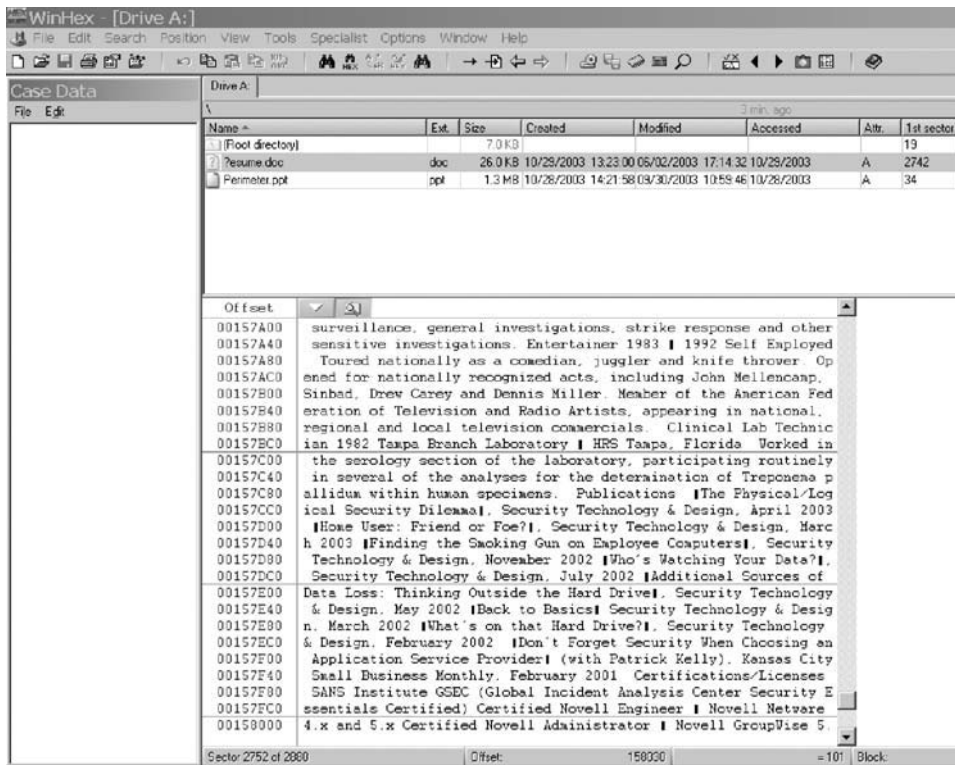 WinHex - [Drive A:]
File Edit Search Position View Tools Specialist Options Window Help
Case Data
File Edit
Drive A:
\ 3 min. ago
Name Ext. Size Created Modified Accessed Attr. 1st sector
(Root directory) 7.0 KB 19
?esume.doc doc 26.0 KB 10/29/2003 13:23:00 06/02/2003 17:14:32 10/29/2003 A 2742
Perimeter.ppt ppt 1.3 MB 10/28/2003 14:21:58 09/30/2003 10:59:46 10/28/2003 A 34
Offset
00157A00 surveillance, general investigations, strike response and other
00157A40 sensitive investigations. Entertainer 1983 ▌ 1992 Self Employed
00157A80 Toured nationally as a comedian, juggler and knife thrower. Op
00157AC0 ened for nationally recognized acts, including John Mellencamp,
00157B00 Sinbad, Drew Carey and Dennis Miller. Member of the American Fed
00157B40 eration of Television and Radio Artists, appearing in national,
00157B80 regional and local television commercials. Clinical Lab Technic
00157BC0 ian 1982 Tampa Branch Laboratory ▌ HRS Tampa, Florida Worked in
00157C00 the serology section of the laboratory, participating routinely
00157C40 in several of the analyses for the determination of Treponema p
00157C80 allidum within human specimens. Publications ▌The Physical/Log
00157CC0 ical Security Dilemma▌, Security Technology & Design, April 2003
00157D00 ▌Home User: Friend or Foe?▌, Security Technology & Design, Marc
00157D40 h 2003 ▌Finding the Smoking Gun on Employee Computers▌, Security
00157D80 Technology & Design, November 2002 ▌Who's Watching Your Data?▌,
00157DC0 Security Technology & Design, July 2002 ▌Additional Sources of
00157E00 Data Loss: Thinking Outside the Hard Drive▌, Security Technology
00157E40 & Design, May 2002 ▌Back to Basics▌ Security Technology & Desig
00157E80 n, March 2002 ▌What's on that Hard Drive?▌, Security Technology
00157EC0 & Design, February 2002 ▌Don't Forget Security When Choosing an
00157F00 Application Service Provider▌ (with Patrick Kelly), Kansas City
00157F40 Small Business Monthly, February 2001 Certifications/Licenses
00157F80 SANS Institute GSEC (Global Incident Analysis Center Security E
00157FC0 ssentials Certified) Certified Novell Engineer ▌ Novell Netware
00158000 4.x and 5.x Certified Novell Administrator ▌ Novell GroupWise 5.
Sector 2752 of 2880 Offset: 158030 = 101 Block: